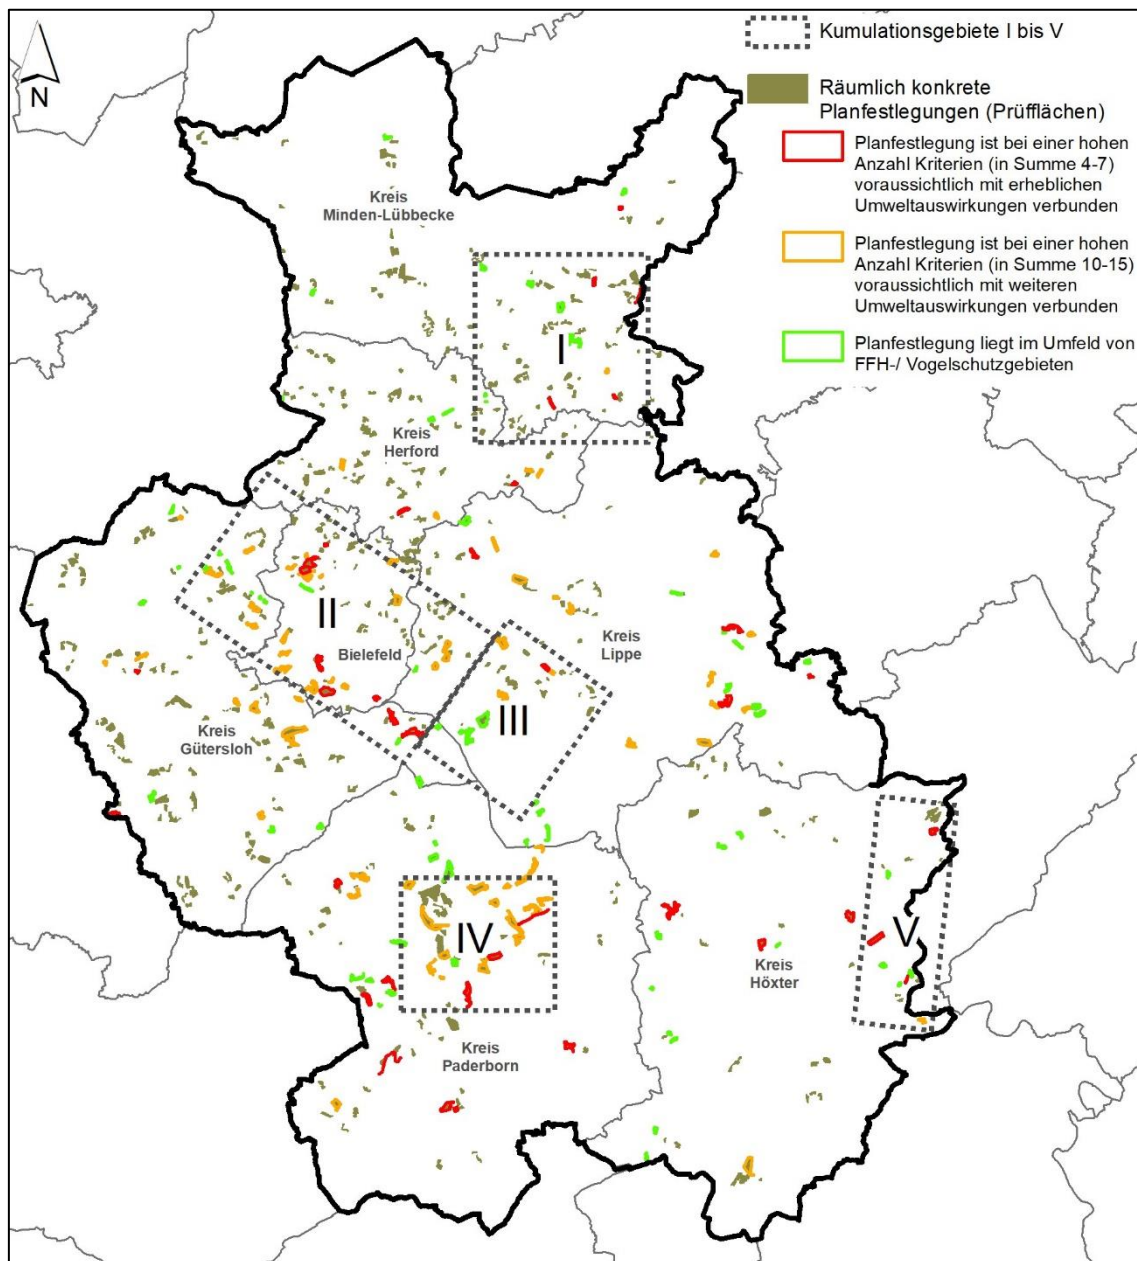 Kumulationsgebiete I bis V
Räumlich konkrete
Planfestlegungen (Prüfflächen)
Planfestlegung ist bei einer hohen
Anzahl Kriterien (in Summe 4-7)
voraussichtlich mit erheblichen
Umweltauswirkungen verbunden
Planfestlegung ist bei einer hohen
Anzahl Kriterien (in Summe 10-15)
voraussichtlich mit weiteren
Umweltauswirkungen verbunden
Planfestlegung liegt im Umfeld von
FFH-/ Vogelschutzgebieten
N
Kreis
Minden-Lübbecke
I
Kreis
Herford
II
Bielefeld
Kreis
Lippe
III
Kreis
Gütersloh
IV
V
Kreis
Höxter
Kreis
Paderborn